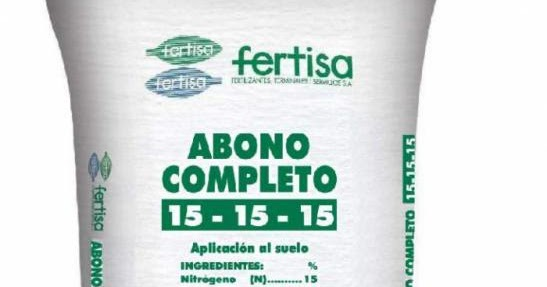 fertisa
fertisa
fertisa
FERTILIZANTES, TERMINALES I SERVICIOS S.A.
ABONO
COMPLETO
15 - 15 - 15
Aplicación al suelo
INGREDIENTES: %
Nitrógeno (N)..........15
fertisa ABONO
O COMPLETO 15-15-15